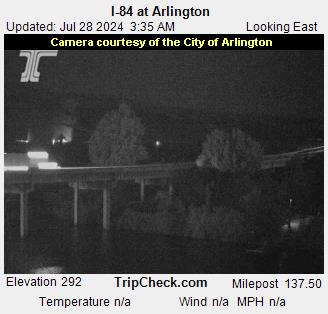 I-84 at Arlington
Updated: Jul 28 2024 3:35 AM Looking East
Camera courtesy of the City of Arlington
Elevation 292 TripCheck.com Milepost 137.50
Temperature n/a Wind n/a MPH n/a